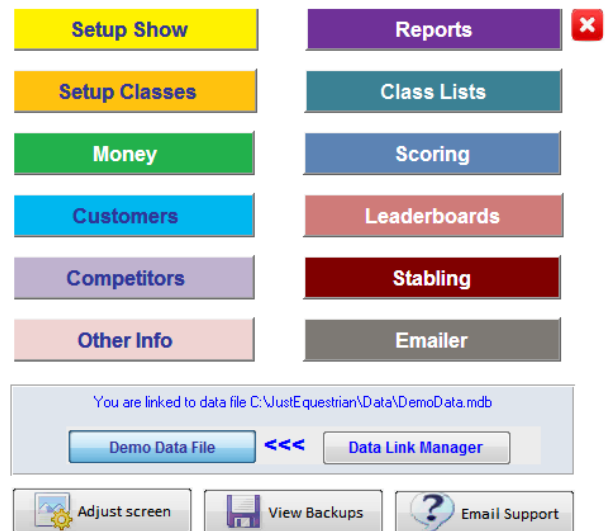 Setup Show
Reports
Setup Classes
Class Lists
Money
Scoring
Customers
Leaderboards
Competitors
Stabling
Other Info
Emailer
You are linked to data file C:\JustEquestrian\Data\DemoData.mdb
Demo Data File <<< Data Link Manager
Adjust screen
View Backups
Email Support